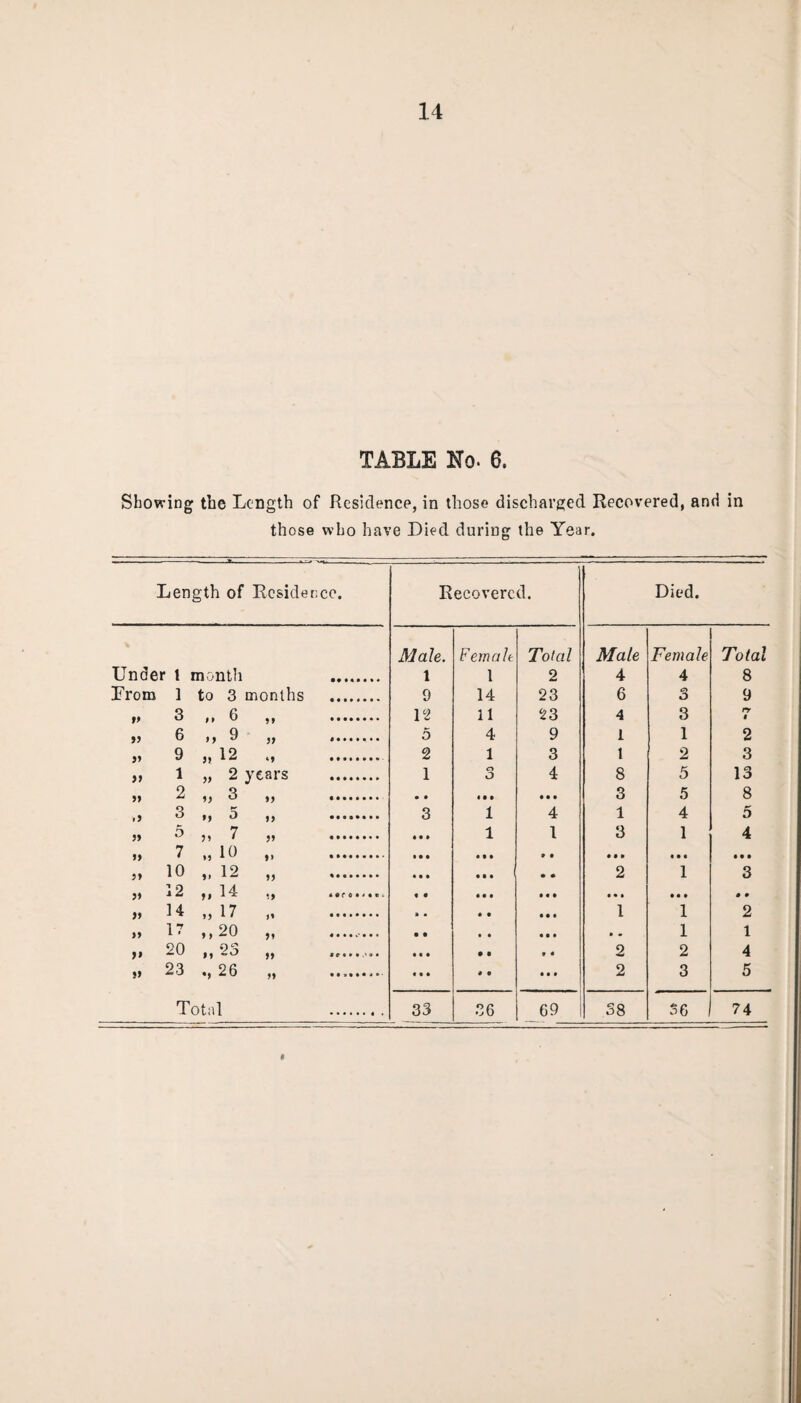 14
TABLE No. 6.
Showing the Length of Residence, in those discharged Recovered, and in
those who have Died during the Year.
Length of Residence. Recovered. Died.
Male. Female Total Male Female Total
Under 1 month ......... 1 1 2 4 4 8
From 1 to 3 months ......... 9 14 23 6 3 9
„ 3 „ 6 „ ......... 12 11 23 4 3 7
„ 6 „ 9 „ ......... 5 4 9 1 1 2
„ 9 „ 12 „ ......... 2 1 3 1 2 3
„ 1 „ 2 years ......... 1 3 4 8 5 13
„ 2 „ 3 „ ......... .. ... ... 3 5 8
„ 3 „ 5 „ ......... 3 1 4 1 4 5
„ 5 „ 7 „ ......... ... 1 1 3 1 4
„ 7 „ 10 „ ......... ... ... .. ... ... ...
„ 10 „ 12 „ ......... ... ... .. 2 1 3
„ 12 „ 14 „ ......... .. ... ... ... ... ..
„ 14 „ 17 „ ......... .. .. ... 1 1 2
„ 17 „ 20 „ ......... .. .. ... .. 1 1
„ 20 „ 23 „ ......... ... .. .. 2 2 4
„ 23 „ 26 „ ......... ... .. ... 2 3 5
Total ......... 33 36 69 38 36 74